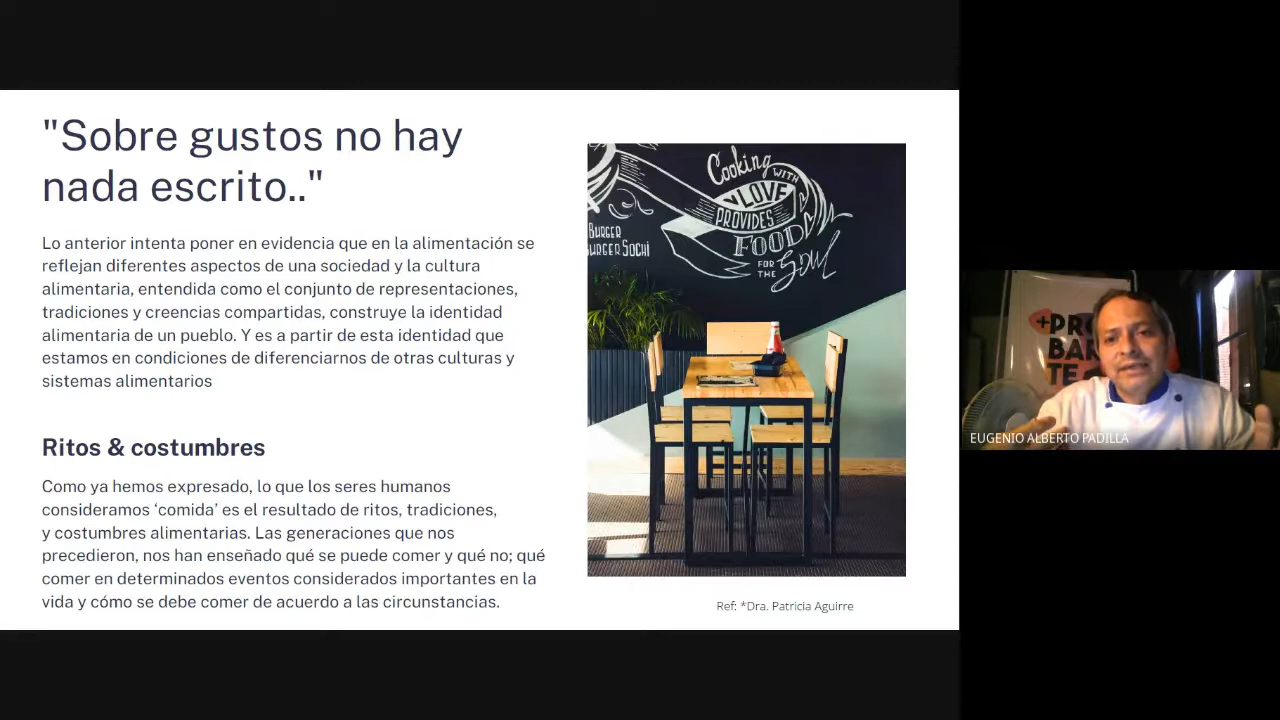 "Sobre gustos no hay
nada escrito.."
Lo anterior intenta poner en evidencia que en la alimentación se
reflejan diferentes aspectos de una sociedad y la cultura
alimentaria, entendida como el conjunto de representaciones,
tradiciones y creencias compartidas, construye la identidad
alimentaria de un pueblo. Y es a partir de esta identidad que
estamos en condiciones de diferenciarnos de otras culturas y
sistemas alimentarios
Ritos & costumbres
Como ya hemos expresado, lo que los seres humanos
consideramos ‘comida’ es el resultado de ritos, tradiciones,
y costumbres alimentarias. Las generaciones que nos
precedieron, nos han enseñado qué se puede comer y qué no; qué
comer en determinados eventos considerados importantes en la
vida y cómo se debe comer de acuerdo a las circunstancias.
Cooking
WITH
LOVE
PROVIDES
FOOD
FOR THE
Soul
BURGER
BURGER SOCHI
Ref: *Dra. Patricia Aguirre
+PRO
BAR
TE
EUGENIO ALBERTO PADILLA